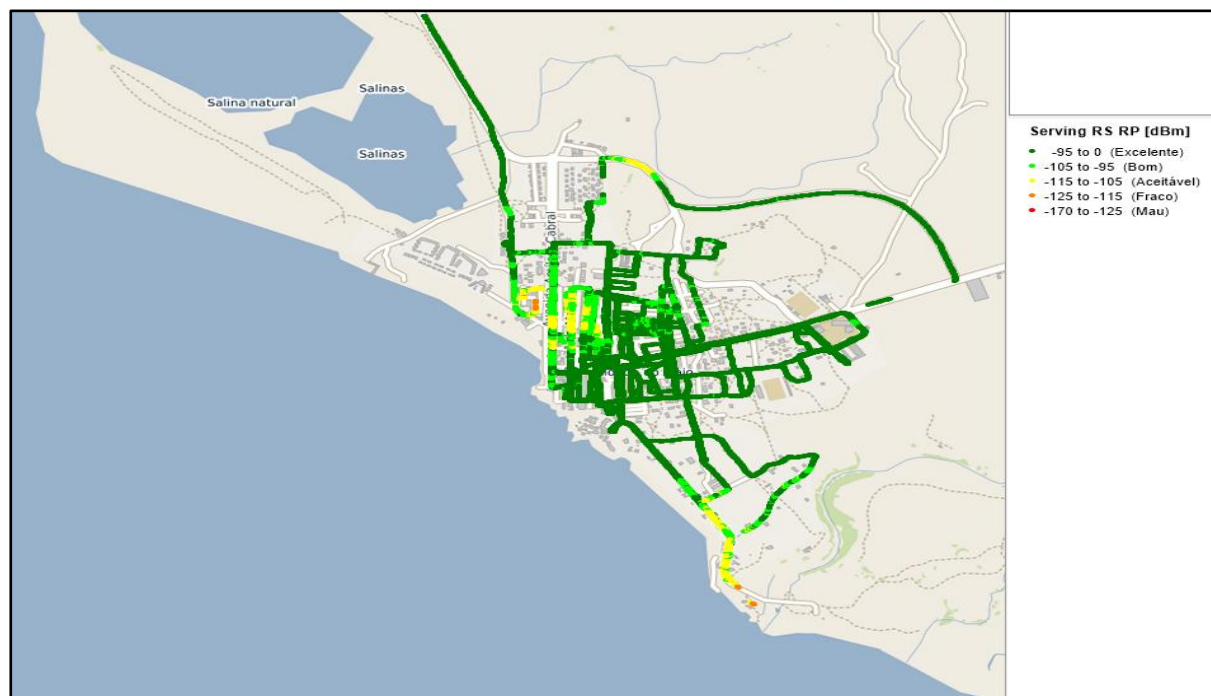 Salina natural
Salinas
Salinas
Cabral
Serving RS RP [dBm]
-95 to 0 (Excelente)
-105 to -95 (Bom)
-115 to -105 (Aceitável)
-125 to -115 (Fraco)
-170 to -125 (Mau)